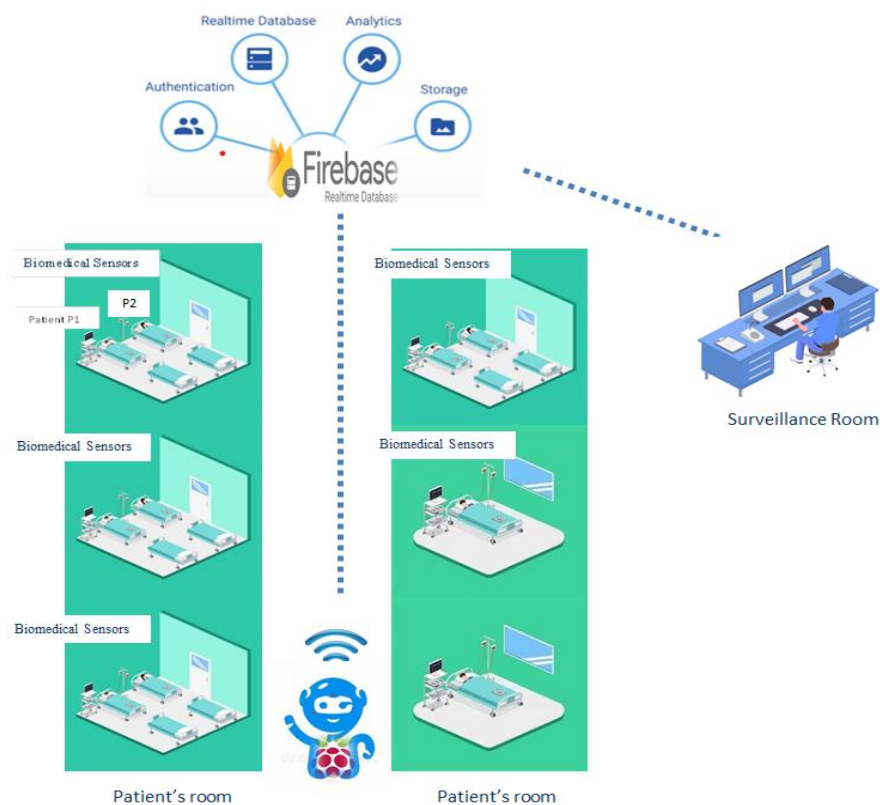 Realtime Database
Analytics
Authentication
Storage
Firebase
Realtime Database
Biomedical Sensors
Biomedical Sensors
P2
Patient P1
Surveillance Room
Biomedical Sensors
Biomedical Sensors
Biomedical Sensors
Patient's room
Patient's room